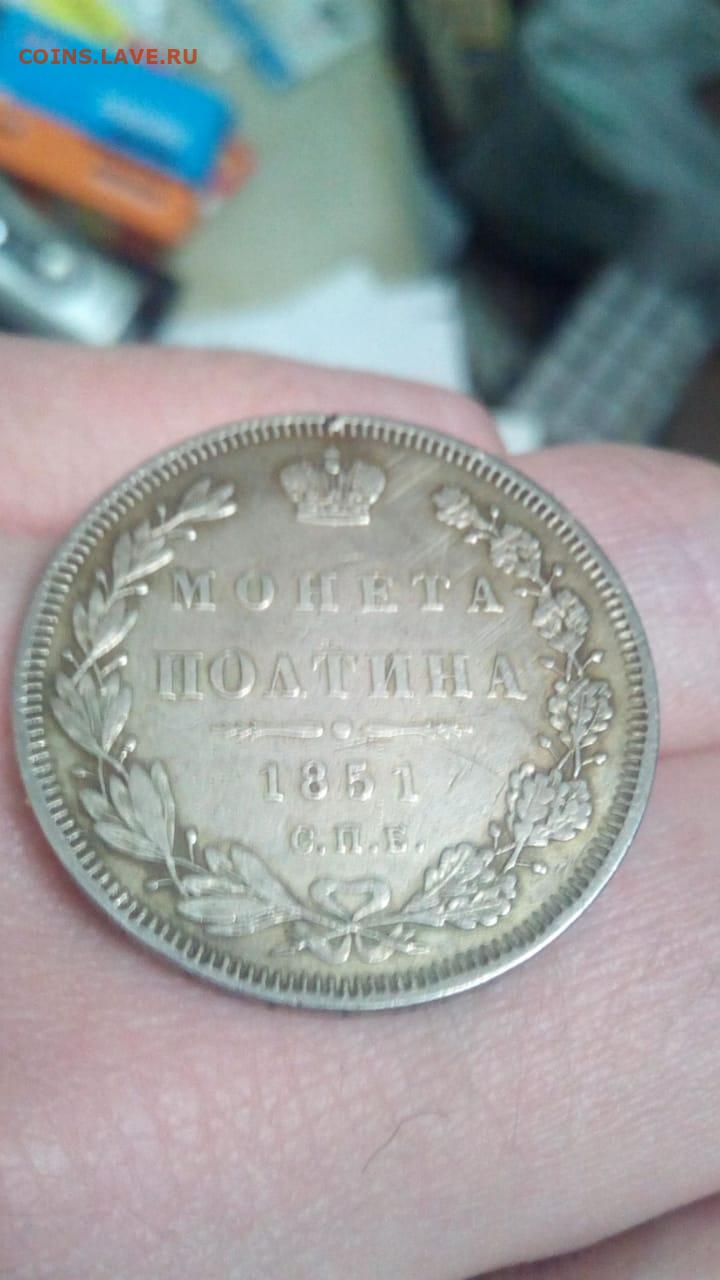 COINS.LAVE.RU
МОНЕТА
ПОЛТИНА
1851
С.П.Б.